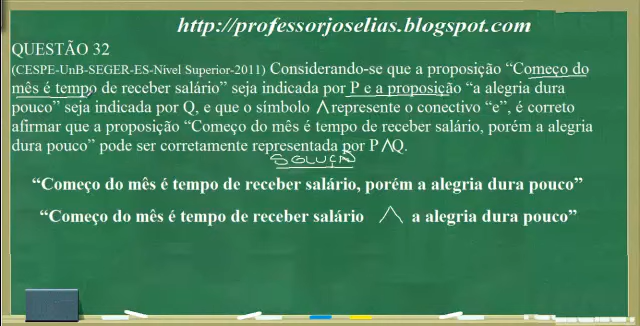 http://professorjoselias.blogspot.com
QUESTÃO 32
(CESPE-UnB-SEGER-ES-Nível Superior-2011) Considerando-se que a proposição “Começo do
mês é tempo de receber salário” seja indicada por P e a proposição “a alegria dura
pouco” seja indicada por Q, e que o símbolo ⋀ represente o conectivo “e”, é correto
afirmar que a proposição “Começo do mês é tempo de receber salário, porém a alegria
dura pouco” pode ser corretamente representada por P⋀Q.
SOLUÇÃO
“Começo do mês é tempo de receber salário, porém a alegria dura pouco”
“Começo do mês é tempo de receber salário ⋀ a alegria dura pouco”